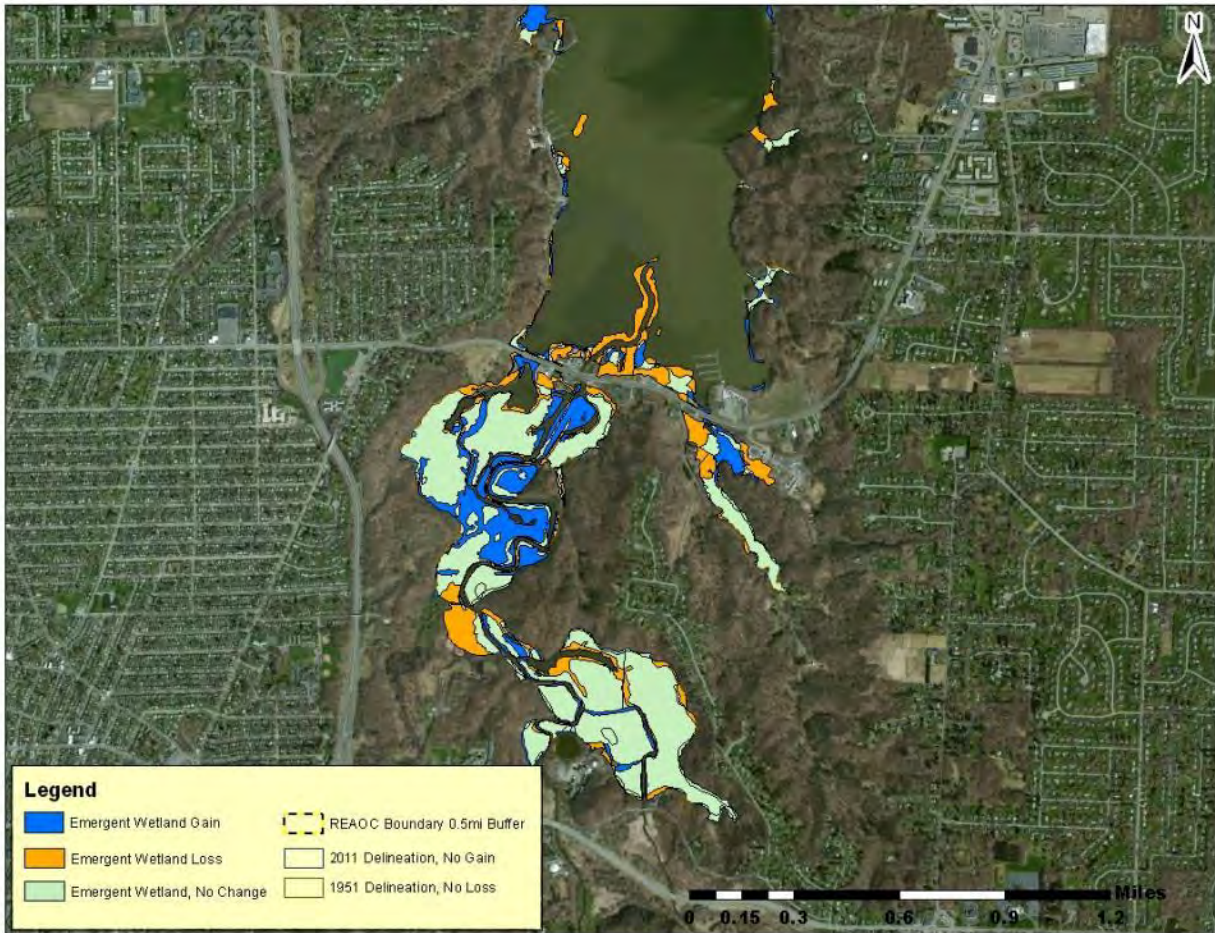 N
Legend
Emergent Wetland Gain
Emergent Wetland Loss
Emergent Wetland, No Change
REAOC Boundary 0.5mi Buffer
2011 Delineation, No Gain
1951 Delineation, No Loss
Miles
0 0.15 0.3 0.6 0.9 1.2